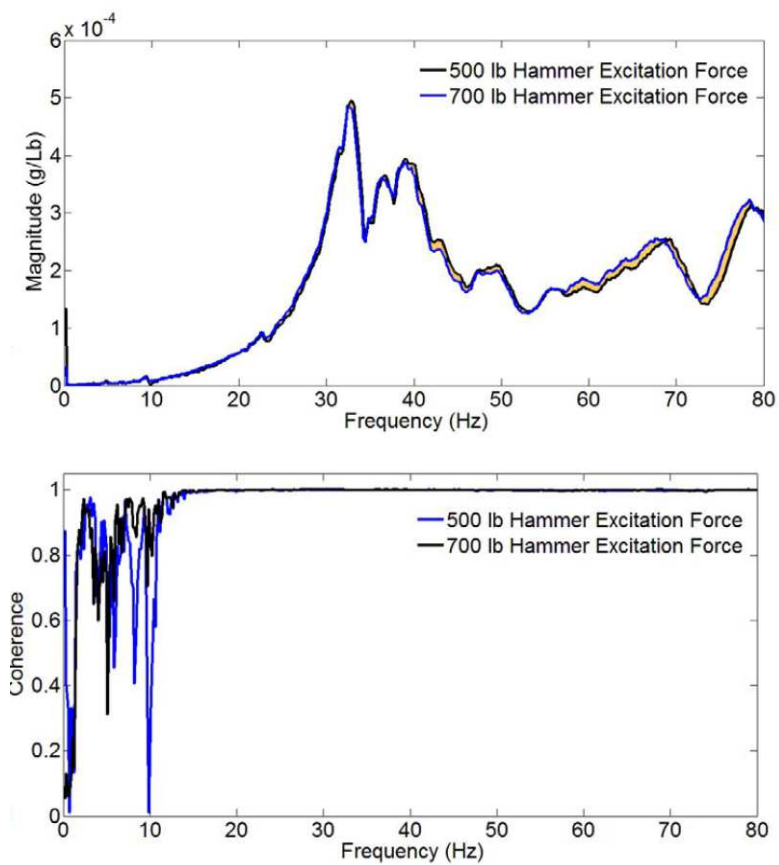 x 10⁻⁴
6
5
4
3
2
1
0
Magnitude (g/Lb)
500 lb Hammer Excitation Force
700 lb Hammer Excitation Force
0 10 20 30 40 50 60 70 80
Frequency (Hz)
1
0.8
0.6
0.4
0.2
0
Coherence
500 lb Hammer Excitation Force
700 lb Hammer Excitation Force
0 10 20 30 40 50 60 70 80
Frequency (Hz)